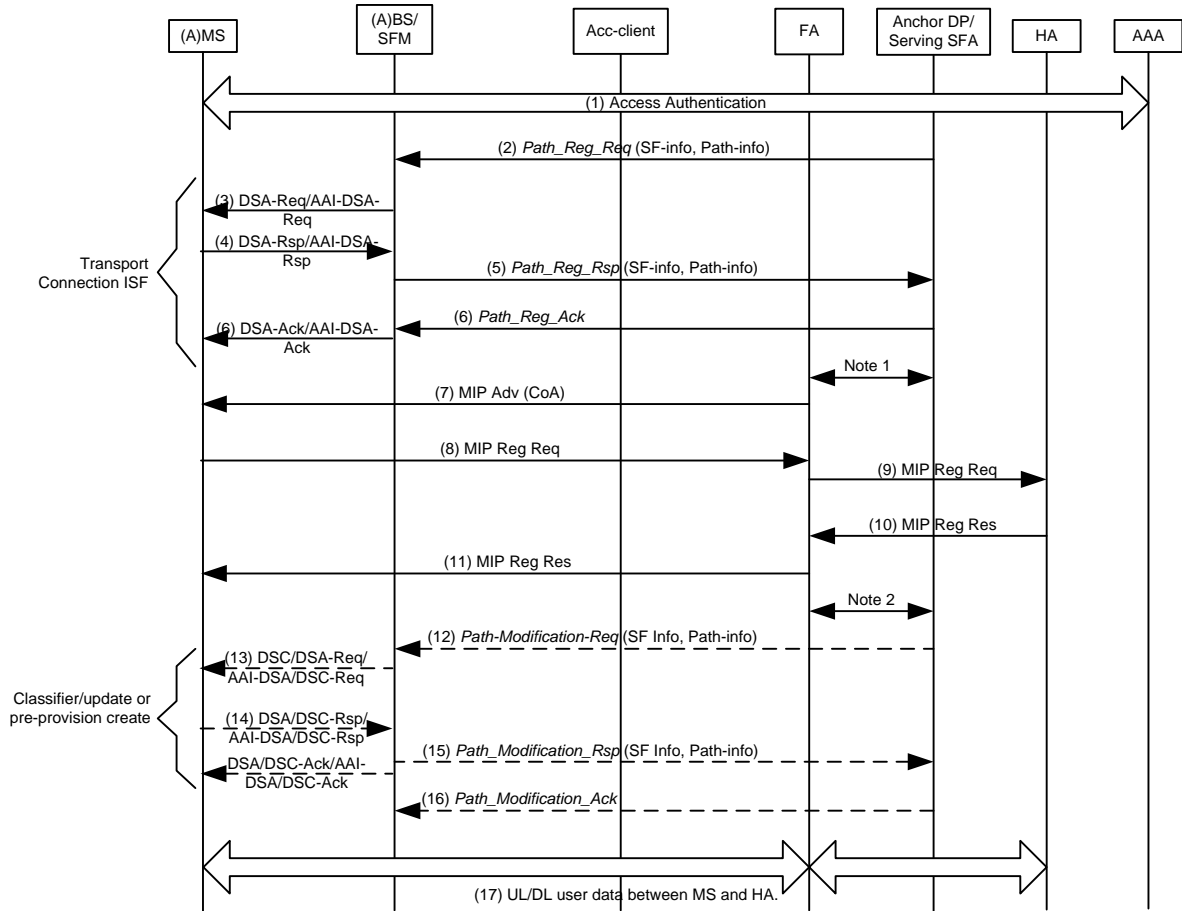 (A)MS
(A)BS/
SFM
Acc-client
FA
Anchor DP/
Serving SFA
HA
AAA
(1) Access Authentication
(2) Path_Reg_Req (SF-info, Path-info)
(3) DSA-Req/AAI-DSA-
Req
(4) DSA-Rsp/AAI-DSA-
Rsp
Transport
Connection ISF
(5) Path_Reg_Rsp (SF-info, Path-info)
(6) Path_Reg_Ack
(6) DSA-Ack/AAI-DSA-
Ack
Note 1
(7) MIP Adv (CoA)
(8) MIP Reg Req
(9) MIP Reg Req
(10) MIP Reg Res
(11) MIP Reg Res
Note 2
(12) Path-Modification-Req (SF Info, Path-info)
(13) DSC/DSA-Req/
AAI-DSA/DSC-Req
Classifier/update or
pre-provision create
(14) DSA/DSC-Rsp/
AAI-DSA/DSC-Rsp
(15) Path_Modification_Rsp (SF Info, Path-info)
DSA/DSC-Ack/AAI-
DSA/DSC-Ack
(16) Path_Modification_Ack
(17) UL/DL user data between MS and HA.